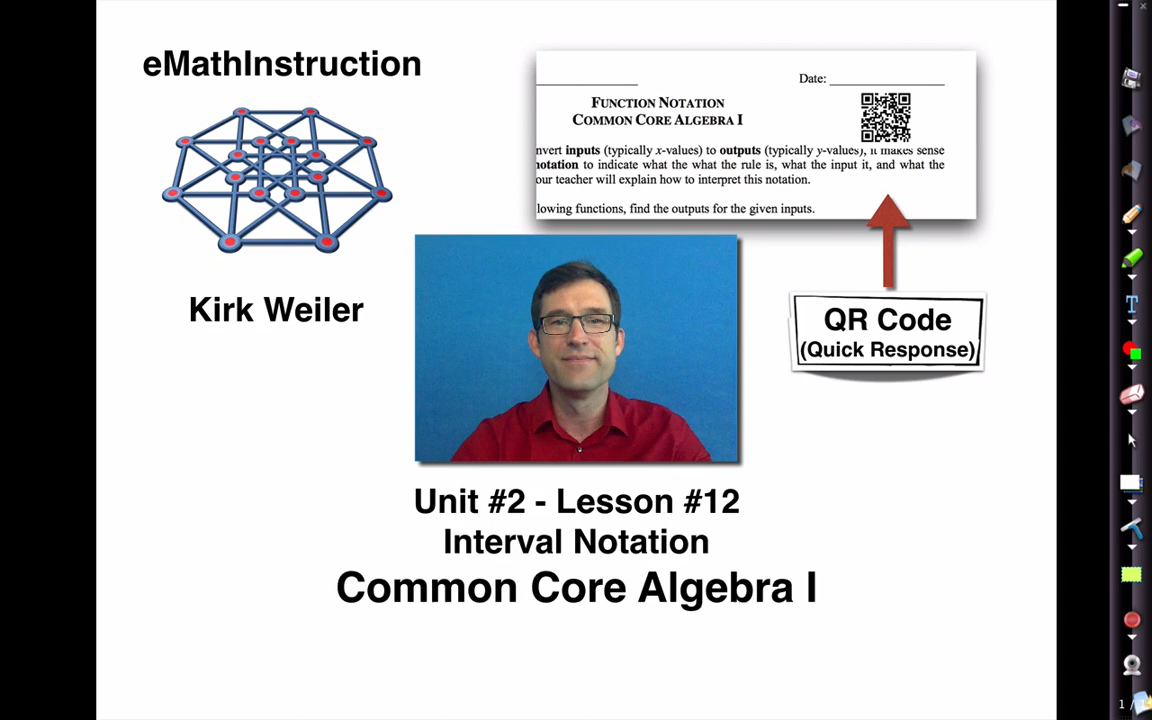 eMathInstruction
Date:
FUNCTION NOTATION
COMMON CORE ALGEBRA I
nvert inputs (typically x-values) to outputs (typically y-values), it makes sense
notation to indicate what the what the rule is, what the input it, and what the
our teacher will explain how to interpret this notation.
lowing functions, find the outputs for the given inputs.
Kirk Weiler
QR Code
(Quick Response)
Unit #2 - Lesson #12
Interval Notation
Common Core Algebra I
T
1 /